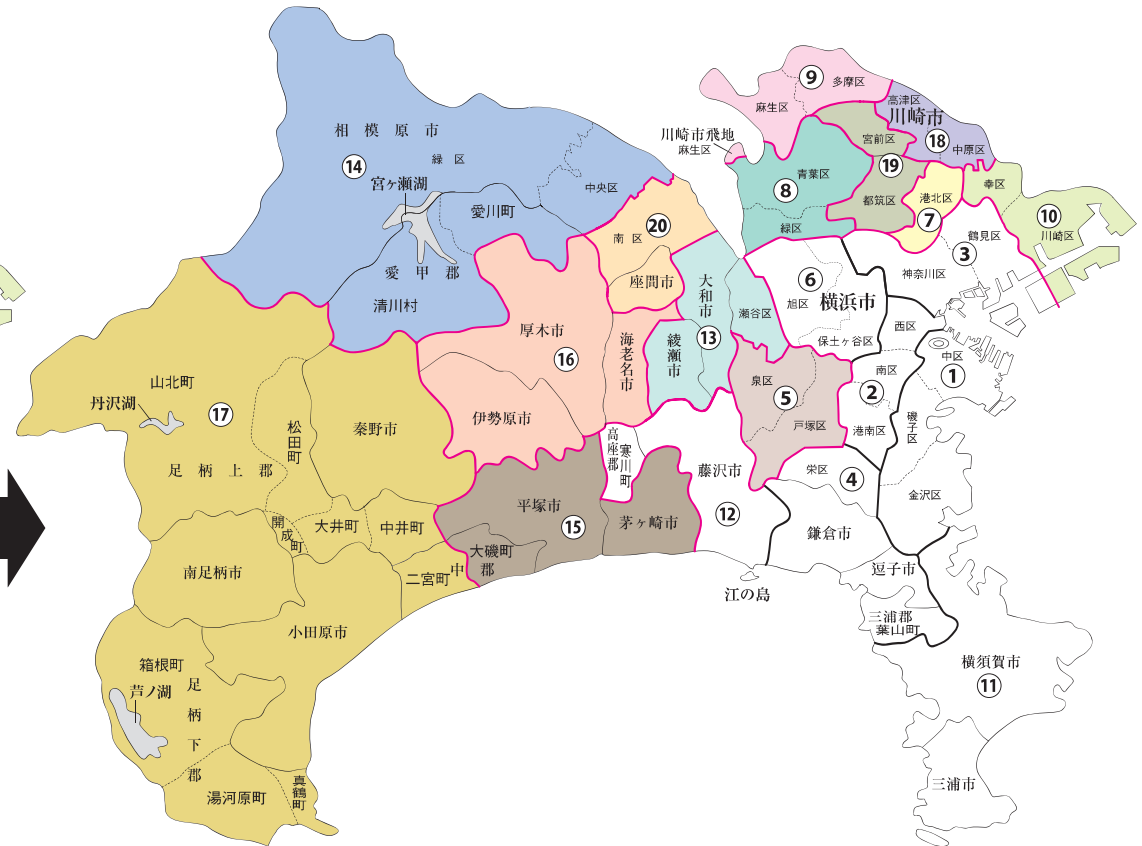 ⑨
多摩区
麻生区
高津区
川崎市
⑱
中原区
川崎市飛地
麻生区
宮前区
⑲
相模原市
⑭
緑区
宮ヶ瀬湖
中央区
愛川町
愛甲郡
清川村
青葉区
⑧
緑区
都筑区
港北区
⑦
幸区
⑩
川崎区
鶴見区
③
神奈川区
南区
⑳
座間市
大和市
⑬
綾瀬市
瀬谷区
⑥
旭区
横浜市
保土ヶ谷区
西区
中区
①
厚木市
⑯
海老名市
伊勢原市
泉区
⑤
戸塚区
南区
②
港南区
磯子区
山北町
丹沢湖
⑰
松田町
秦野市
足柄上郡
高座郡
寒川町
藤沢市
⑫
栄区
④
金沢区
鎌倉市
平塚市
⑮
茅ヶ崎市
開成町
大井町
中井町
大磯町
中郡
二宮町
南足柄市
江の島
逗子市
三浦郡
葉山町
小田原市
箱根町
芦ノ湖
足柄下郡
横須賀市
⑪
湯河原町
真鶴町
三浦市